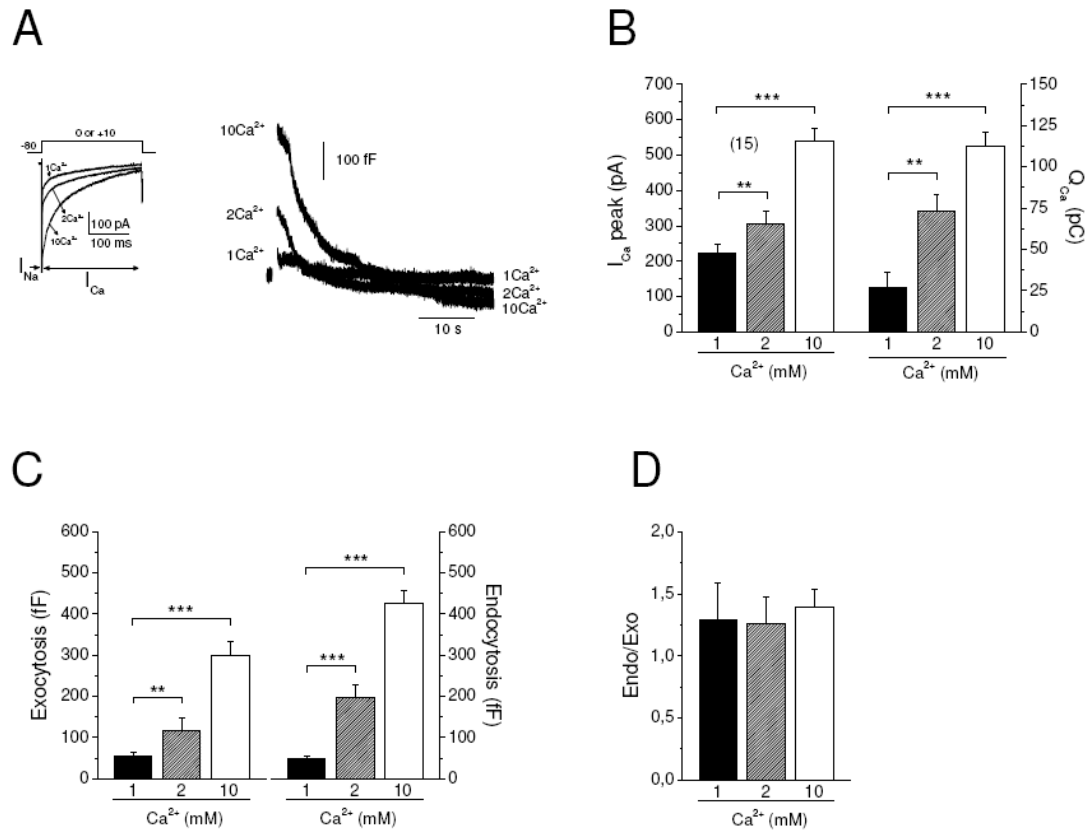 A
-80
0 or +10
1Ca²⁺
2Ca²⁺
10Ca²⁺
100 pA
100 ms
I Na
I Ca
10Ca²⁺
2Ca²⁺
1Ca²⁺
100 fF
1Ca²⁺
2Ca²⁺
10Ca²⁺
10 s
B
I Ca peak (pA)
700
600
500
400
300
200
100
0
***
(15)
**
***
**
150
125
100
75
50
25
0
Q Ca (pC)
1 2 10
Ca²⁺ (mM)
1 2 10
Ca²⁺ (mM)
C
Exocytosis (fF)
600
500
400
300
200
100
0
***
**
***
***
600
500
400
300
200
100
0
Endocytosis (fF)
1 2 10
Ca²⁺ (mM)
1 2 10
Ca²⁺ (mM)
D
Endo/Exo
2,0
1,5
1,0
0,5
0,0
1 2 10
Ca²⁺ (mM)